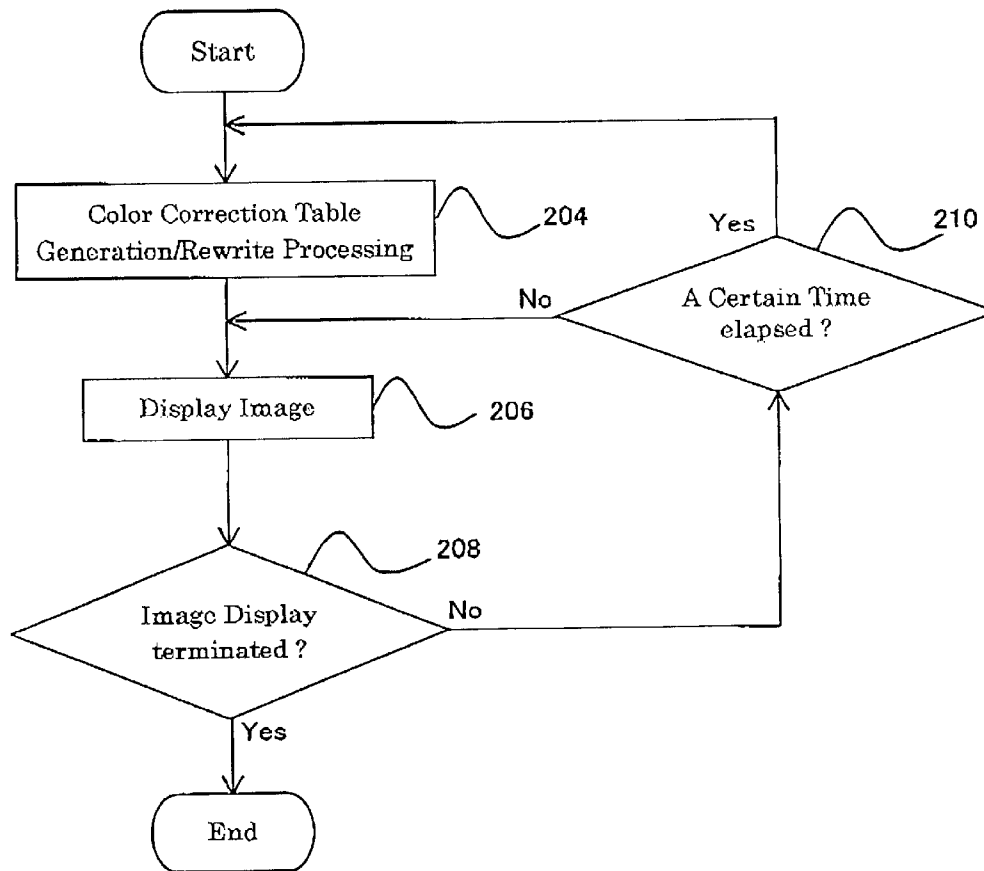 Start
Color Correction Table
Generation/Rewrite Processing
204
Yes
210
A Certain Time
elapsed ?
No
Display Image
206
208
Image Display
terminated ?
No
Yes
End